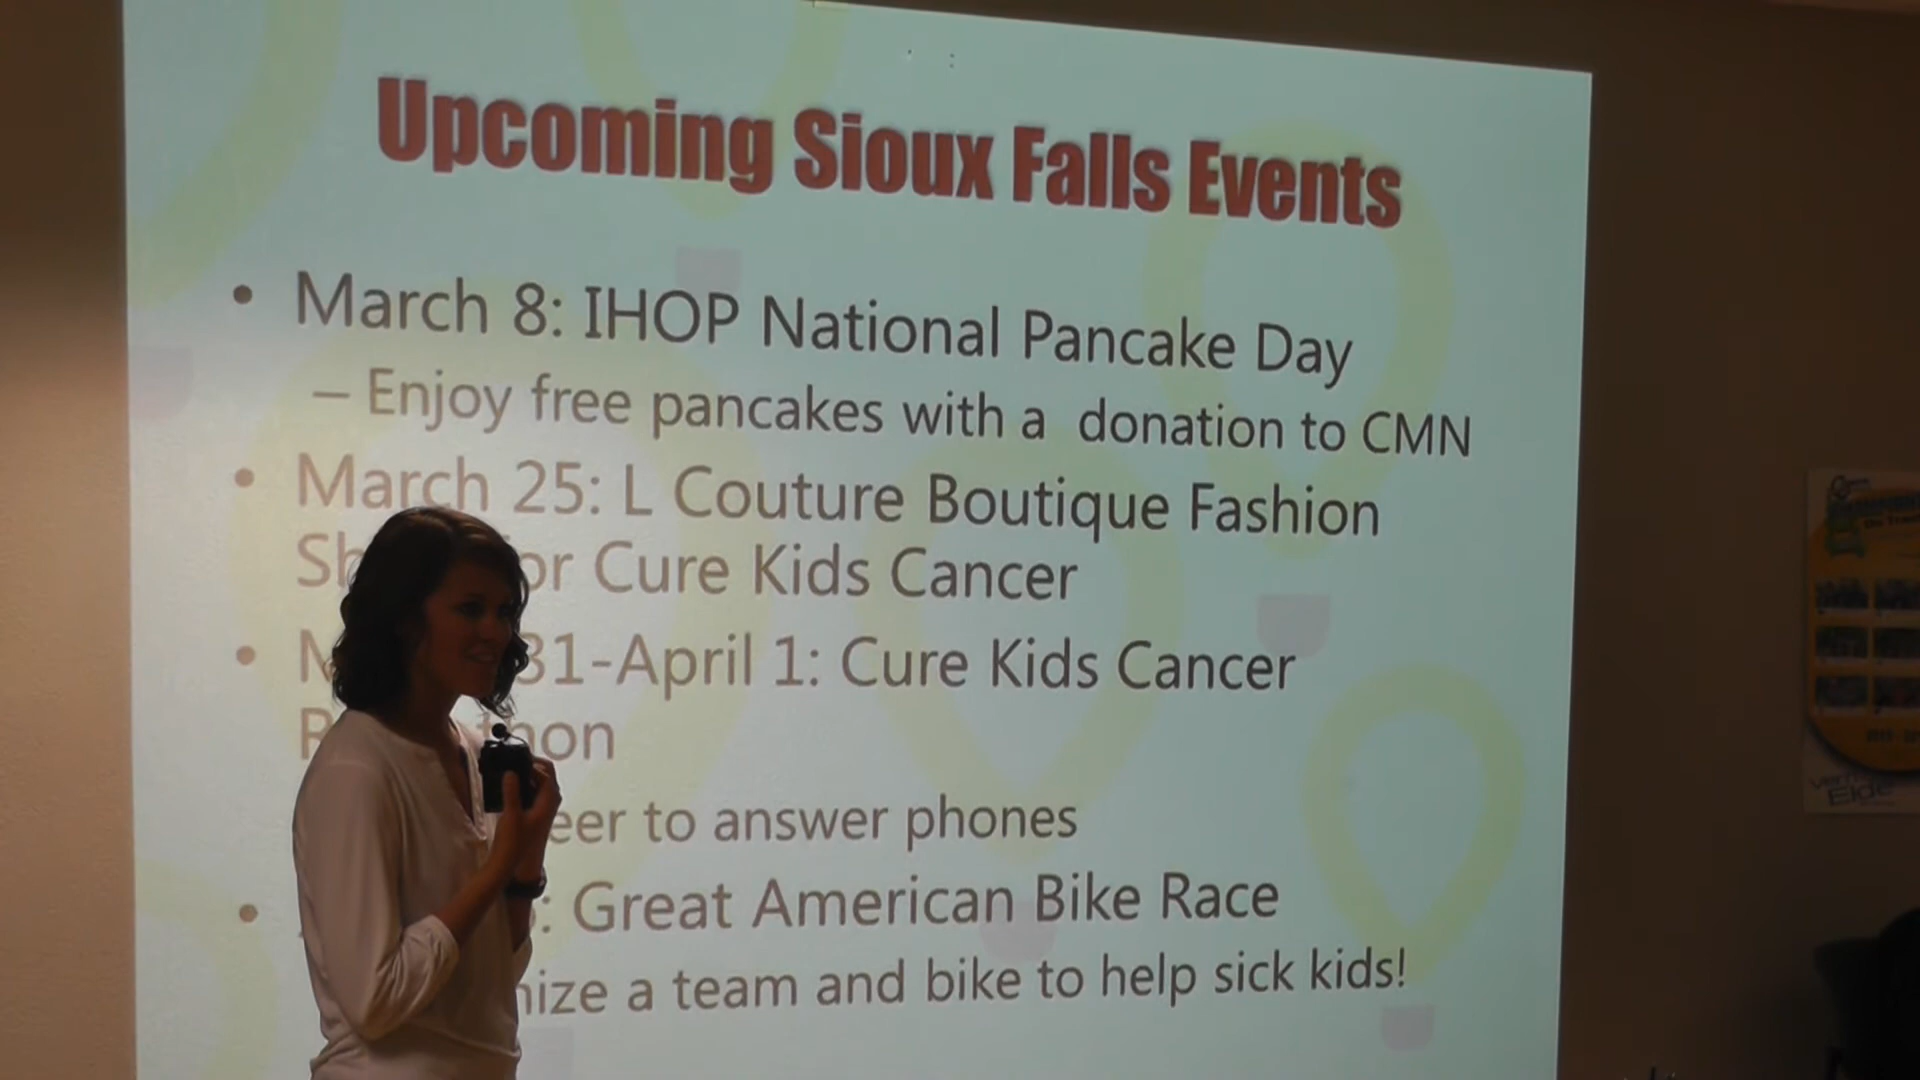 Upcoming Sioux Falls Events
• March 8: IHOP National Pancake Day
– Enjoy free pancakes with a donation to CMN
• March 25: L Couture Boutique Fashion
for Cure Kids Cancer
• 31-April 1: Cure Kids Cancer
to answer phones
• : Great American Bike Race
a team and bike to help sick kids!